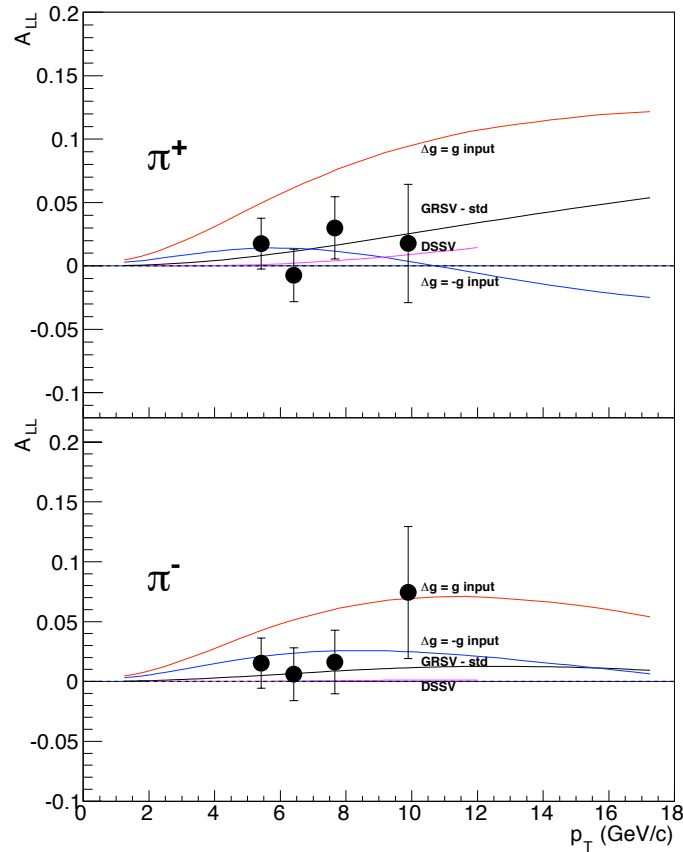 A_LL
0.2
0.15
0.1
Δg = g input
π⁺
0.05
GRSV - std
DSSV
0
Δg = -g input
-0.05
-0.1
A_LL
0.2
0.15
0.1
π⁻
Δg = g input
0.05
Δg = -g input
GRSV - std
0
DSSV
-0.05
-0.1
0 2 4 6 8 10 12 14 16 18
p_T (GeV/c)